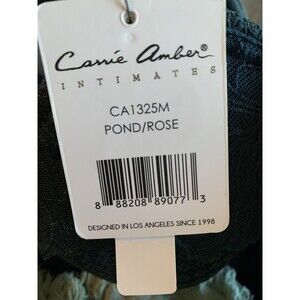 Carrie Amber®
INTIMATES
CA1325M
POND/ROSE
8 88208 89077 3
DESIGNED IN LOS ANGELES SINCE 1998